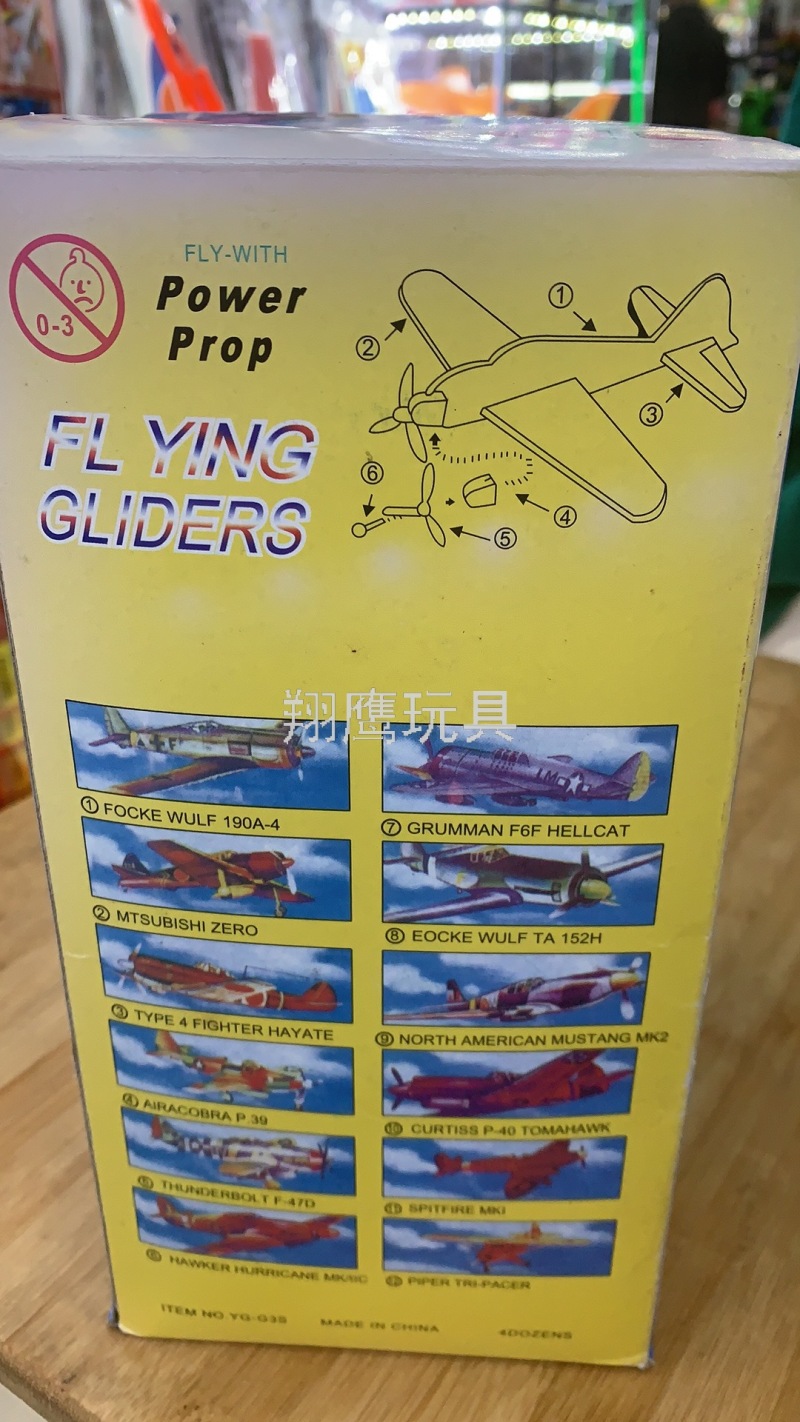 0-3
FLY-WITH
Power
Prop
FL YING
GLIDERS
①
②
③
④
⑤
⑥
翔鹰玩具
① FOCKE WULF 190A-4
② MTSUBISHI ZERO
③ TYPE 4 FIGHTER HAYATE
④ AIRACOBRA P.39
⑤ THUNDERBOLT F-47D
⑥ HAWKER HURRICANE
LM
⑦ GRUMMAN F6F HELLCAT
⑧ EOCKE WULF TA 152H
⑨ NORTH AMERICAN MUSTANG MK2
⑩ CURTISS P-40 TOMAHAWK
⑪ SPITFIRE MKI
⑫ PIPER TRI-PACER
ITEM NO YG-G3S
MADE IN CHINA
4DOZENS